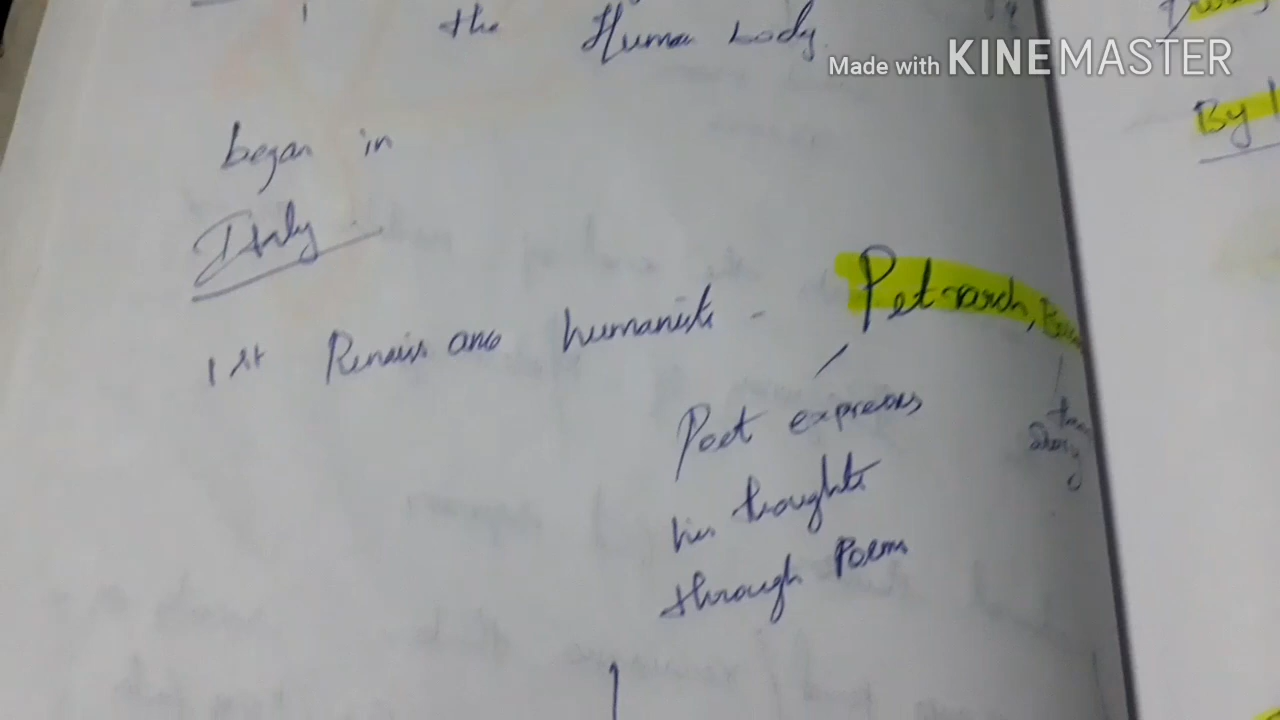 the Human body.
Made with KINEMASTER
By
began in
Italy
1st Renaissance humanists - Petrarch,
Poet express
his thoughts
through Poem